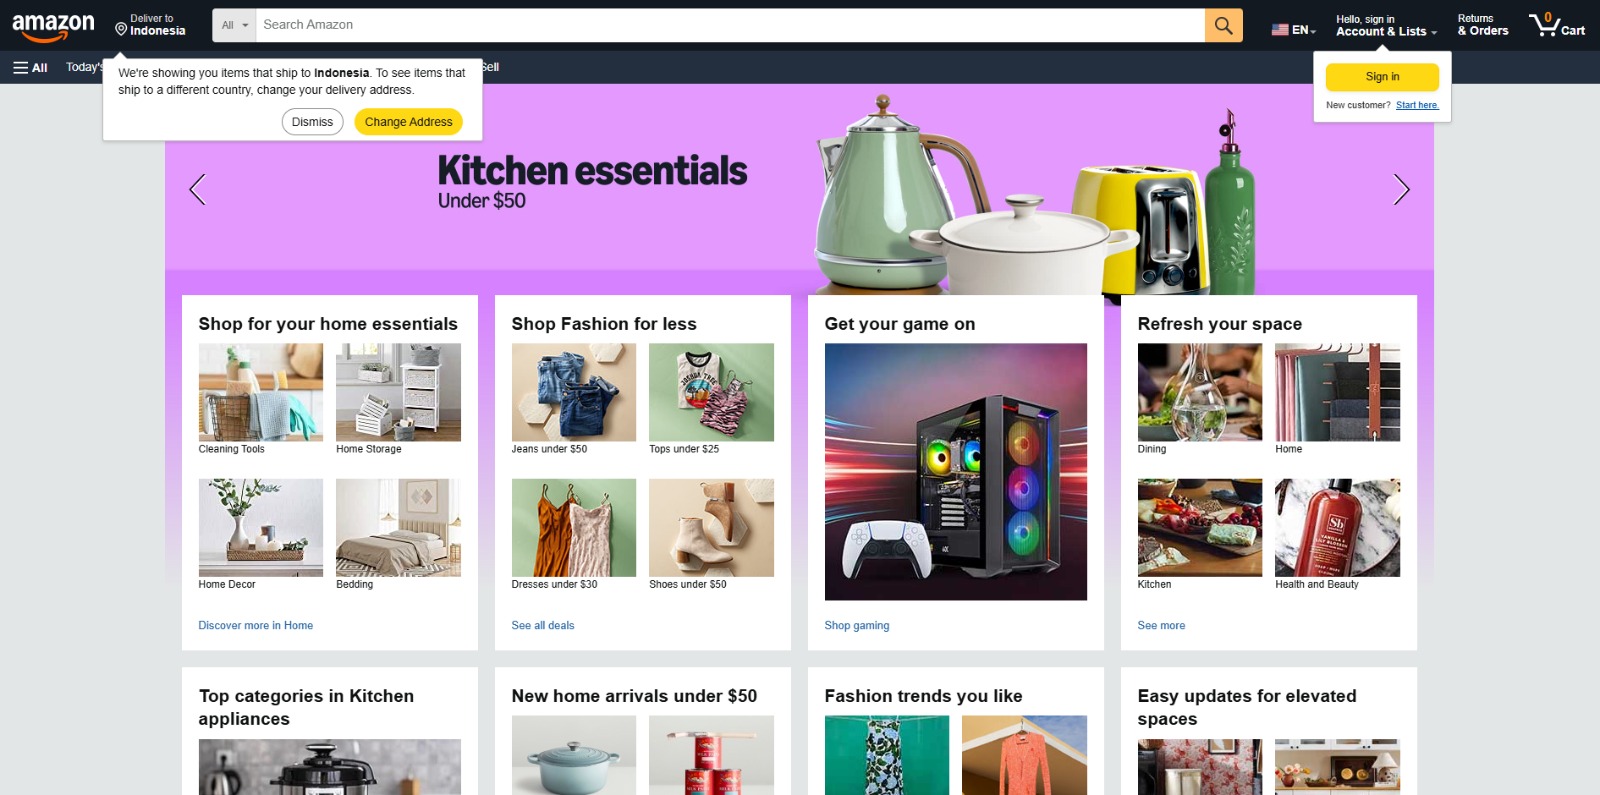 amazon
Deliver to
Indonesia
All
Search Amazon
EN
Hello, sign in
Account & Lists
Returns
& Orders
0
Cart
All
Today's
Sell
We're showing you items that ship to Indonesia. To see items that
ship to a different country, change your delivery address.
Dismiss
Change Address
Sign in
New customer? Start here.
Kitchen essentials
Under $50
Shop for your home essentials
Cleaning Tools
Home Storage
Home Decor
Bedding
Discover more in Home
Shop Fashion for less
JOSHUA TREE
Jeans under $50
Tops under $25
Dresses under $30
Shoes under $50
See all deals
Get your game on
Shop gaming
Refresh your space
Dining
Home
Sb
VANILLA &
LILY BLOSSOM
Kitchen
Health and Beauty
See more
Top categories in Kitchen
appliances
New home arrivals under $50
Fashion trends you like
Easy updates for elevated
spaces